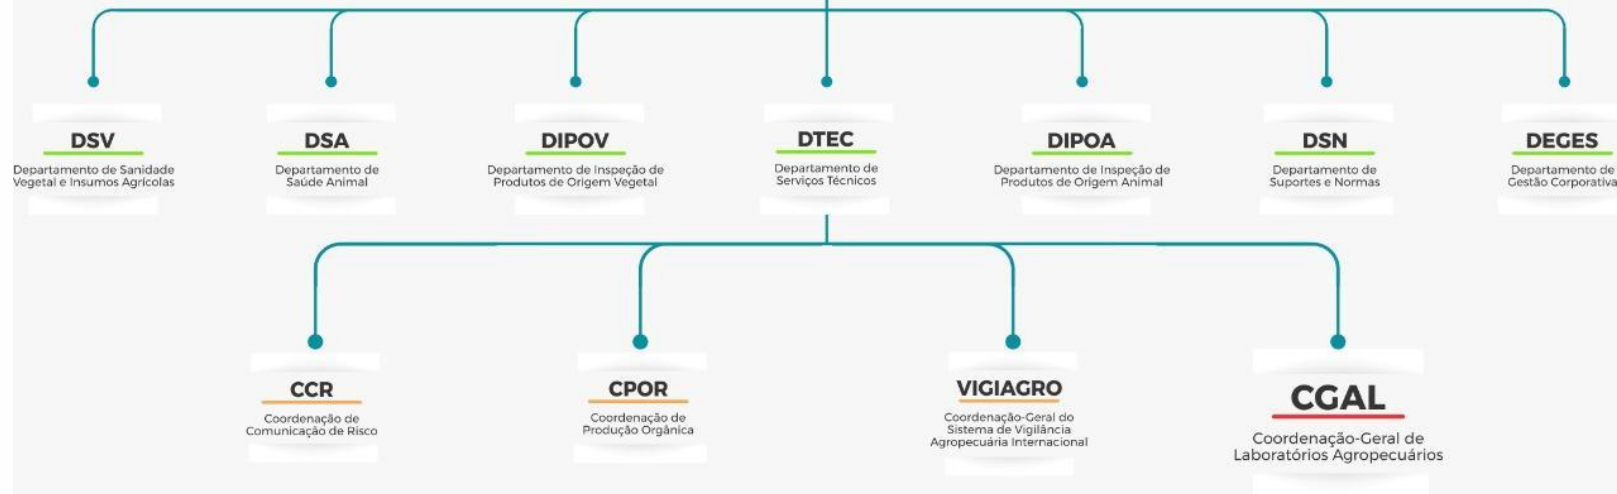 DSV
Departamento de Sanidade
Vegetal e Insumos Agrícolas
DSA
Departamento de
Saúde Animal
DIPOV
Departamento de Inspeção de
Produtos de Origem Vegetal
DTEC
Departamento de
Serviços Técnicos
DIPOA
Departamento de Inspeção de
Produtos de Origem Animal
DSN
Departamento de
Suportes e Normas
DEGES
Departamento de
Gestão Corporativa
CCR
Coordenação de
Comunicação de Risco
CPOR
Coordenação de
Produção Orgânica
VIGIAGRO
Coordenação-Geral do
Sistema de Vigilância
Agropecuária Internacional
CGAL
Coordenação-Geral de
Laboratórios Agropecuários